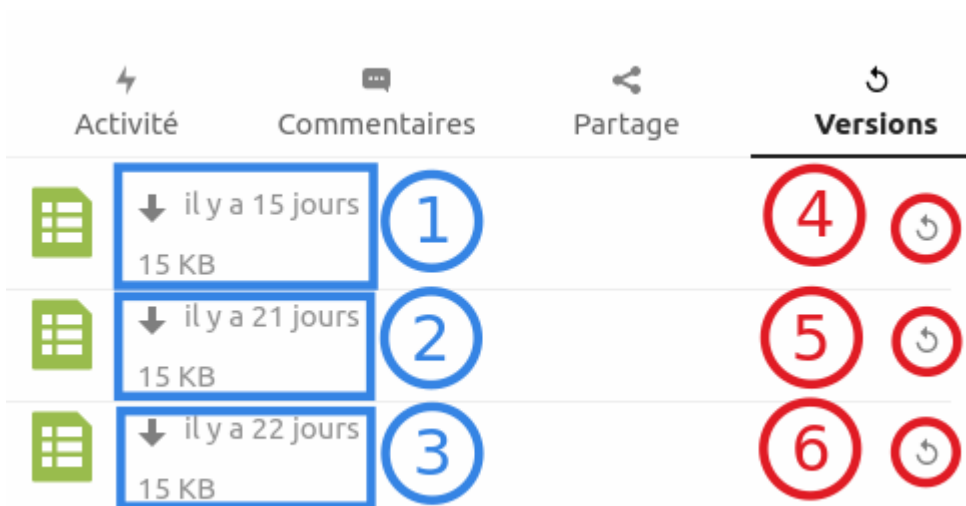 Activité Commentaires Partage Versions
il y a 15 jours 1 4
15 KB
il y a 21 jours 2 5
15 KB
il y a 22 jours 3 6
15 KB